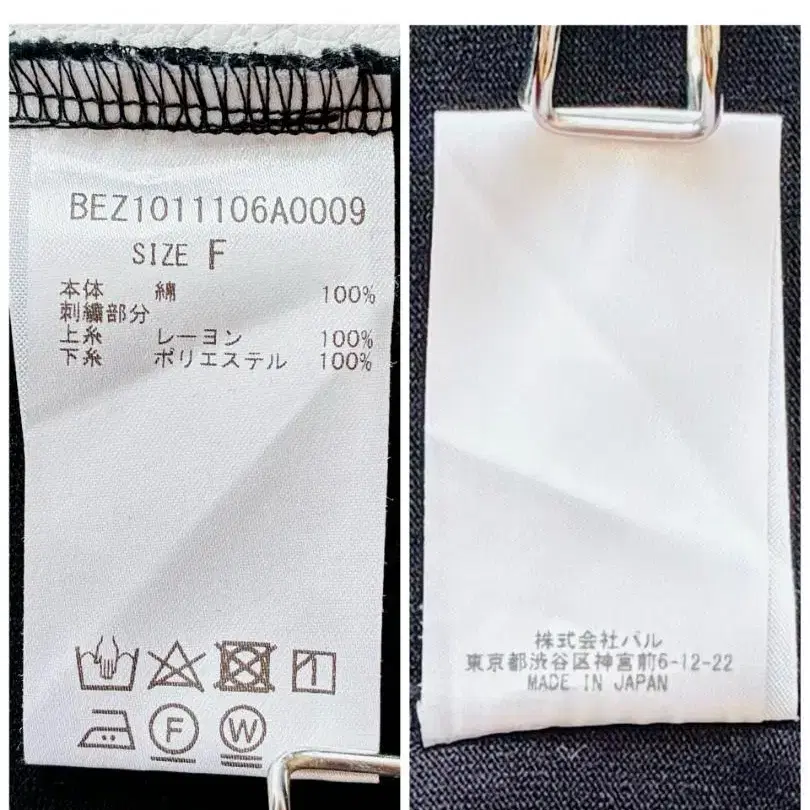 BEZ1011106A0009
SIZE F
本体 綿 100%
刺繍部分
上糸 レーヨン 100%
下糸 ポリエステル 100%
F W
株式会社パル
東京都渋谷区神宮前6-12-22
MADE IN JAPAN